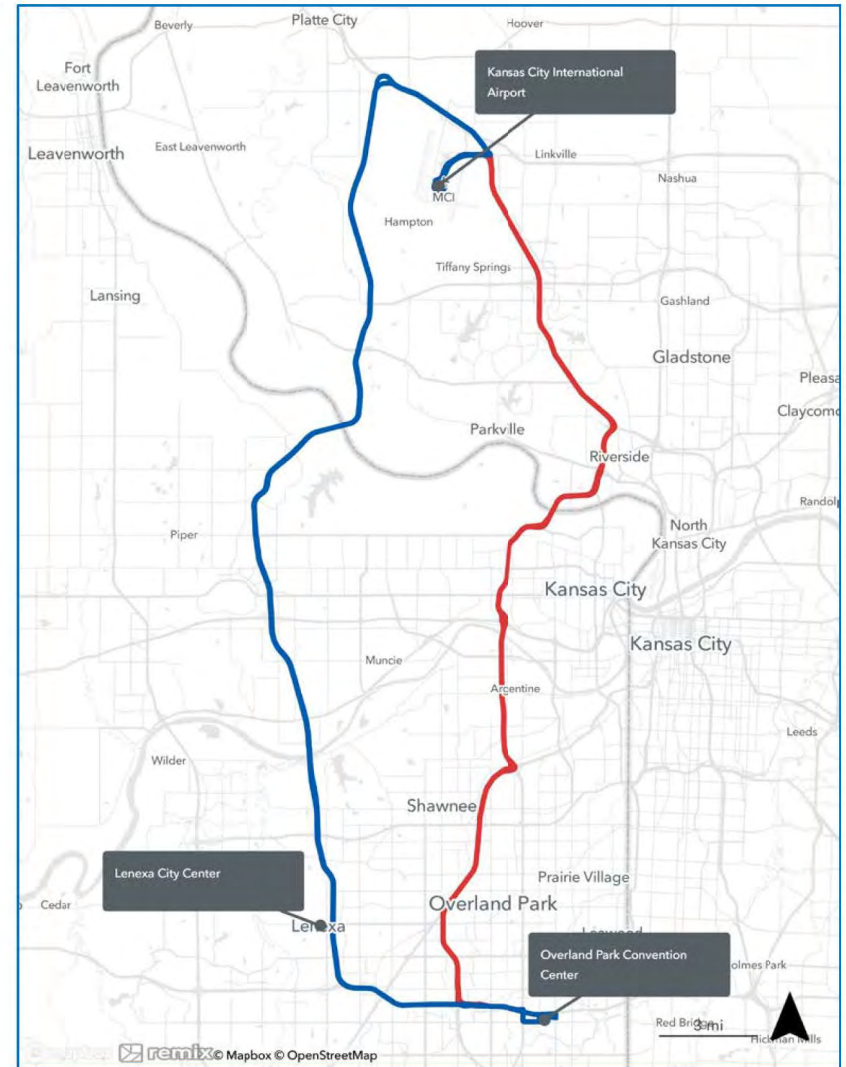 Platte City
Beverly
Hoover
Fort
Leavenworth
Kansas City International
Airport
East Leavenworth
Leavenworth
Linkville
Nashua
MCI
Hampton
Tiffany Springs
Lansing
Gashland
Gladstone
Pleasa
Claycomo
Parkville
Riverside
Randolp
North
Kansas City
Piper
Kansas City
Kansas City
Muncie
Argentine
Leeds
Wilder
Shawnee
Lenexa City Center
Prairie Village
Cedar
Overland Park
Lenexa
Leawood
Overland Park Convention
Center
olmes Park
Red Bridge
3 mi
Hickman Mills
remix © Mapbox © OpenStreetMap